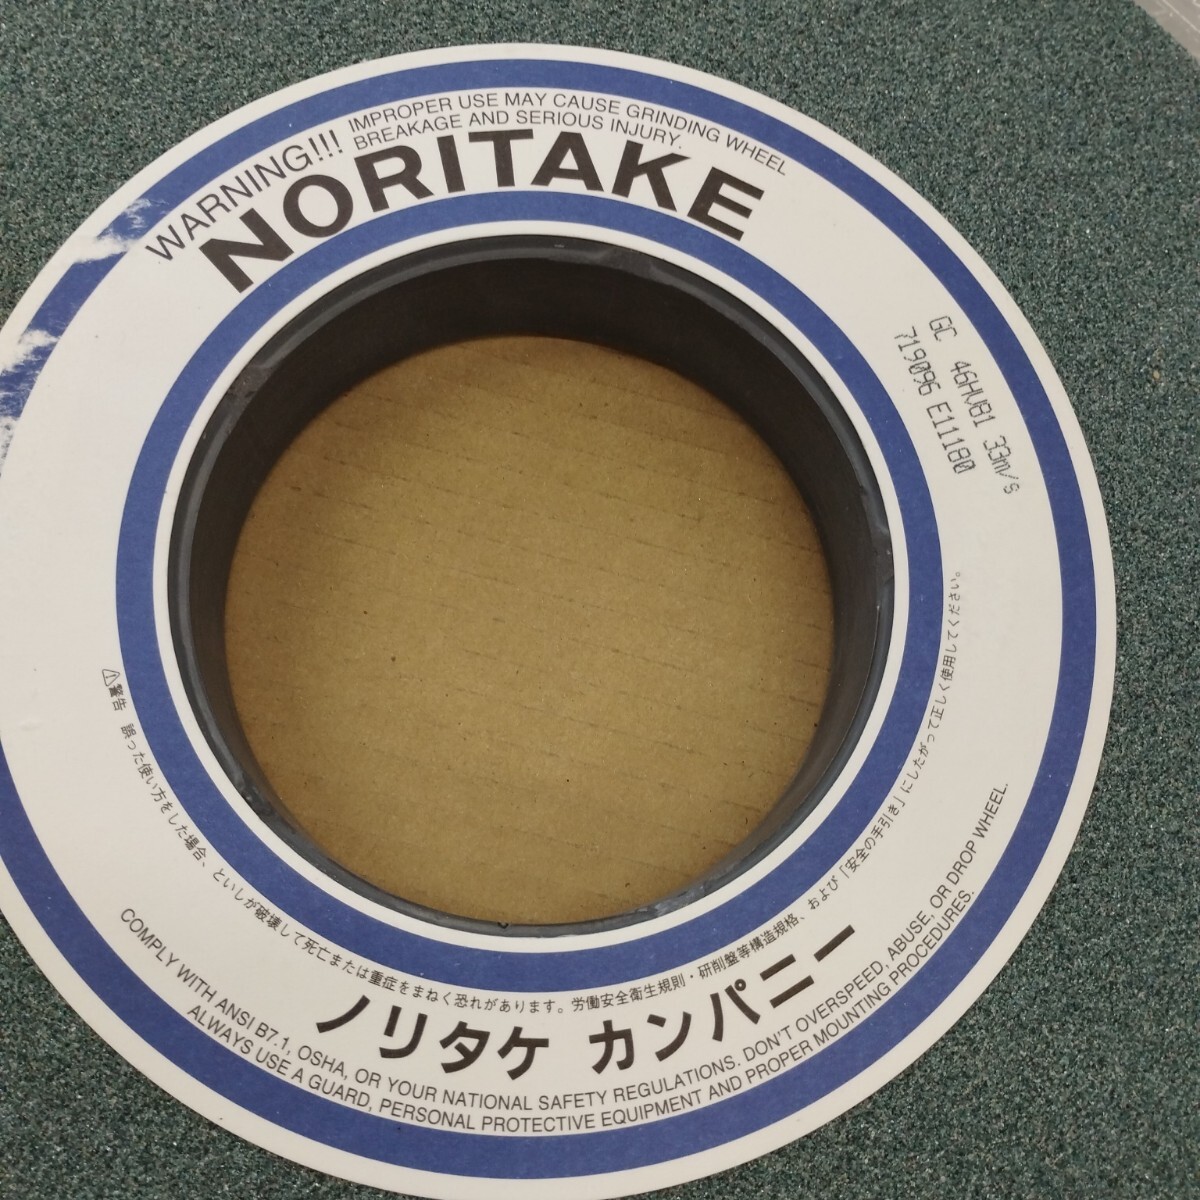 WARNING!!! IMPROPER USE MAY CAUSE GRINDING WHEEL
BREAKAGE AND SERIOUS INJURY.
NORITAKE
GC 46HV81 33m/s
719096 E11180
⚠警告 誤った使い方をした場合、といしが破壊して死亡または重症をまねく恐れがあります。労働安全衛生規則・研削盤等構造規格、および「安全の手引き」にしたがって正しく使用してください。
ノリタケ カンパニー
COMPLY WITH ANSI B7.1, OSHA, OR YOUR NATIONAL SAFETY REGULATIONS. DON'T OVERSPEED, ABUSE, OR DROP WHEEL.
ALWAYS USE A GUARD, PERSONAL PROTECTIVE EQUIPMENT AND PROPER MOUNTING PROCEDURES.